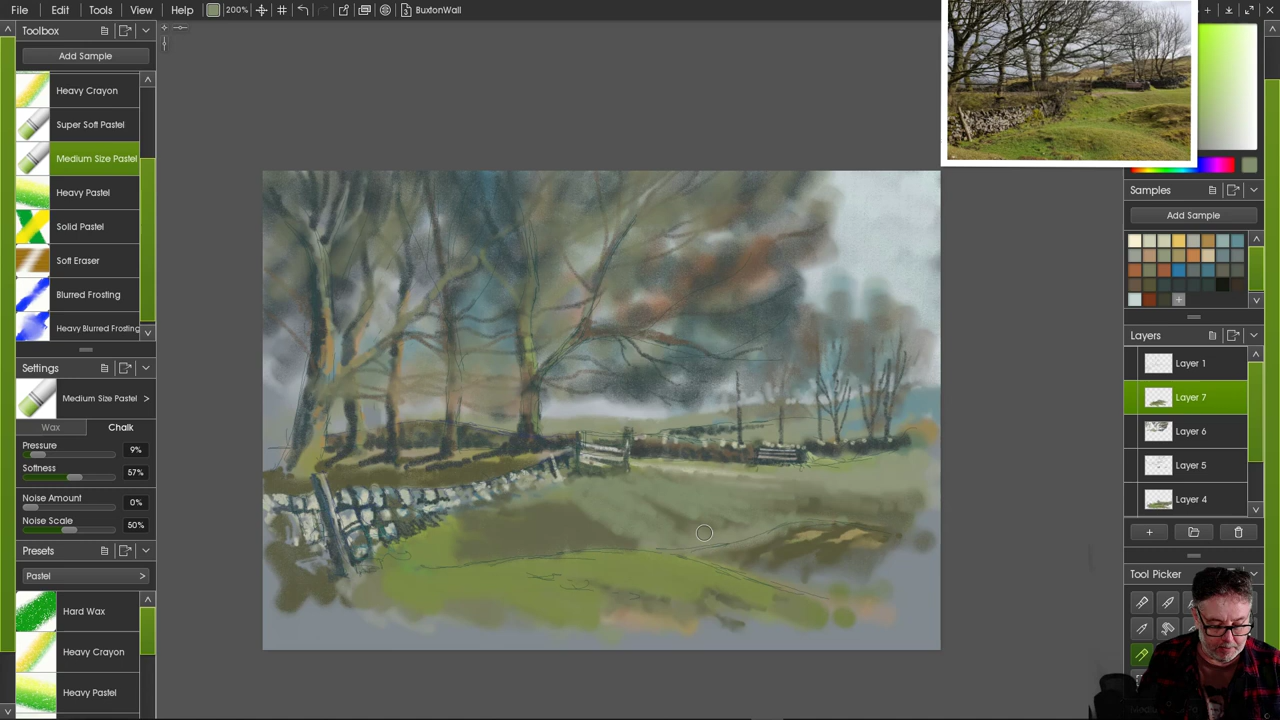 File Edit Tools View Help 200% BuxtonWall
Toolbox
Add Sample
Heavy Crayon
Super Soft Pastel
Medium Size Pastel
Heavy Pastel
Solid Pastel
Soft Eraser
Blurred Frosting
Heavy Blurred Frosting
Settings
Medium Size Pastel >
Wax Chalk
Pressure 9%
Softness 57%
Noise Amount 0%
Noise Scale 50%
Presets
Pastel >
Hard Wax
Heavy Crayon
Heavy Pastel
Samples
Add Sample
Layers
Layer 1
Layer 7
Layer 6
Layer 5
Layer 4
Tool Picker